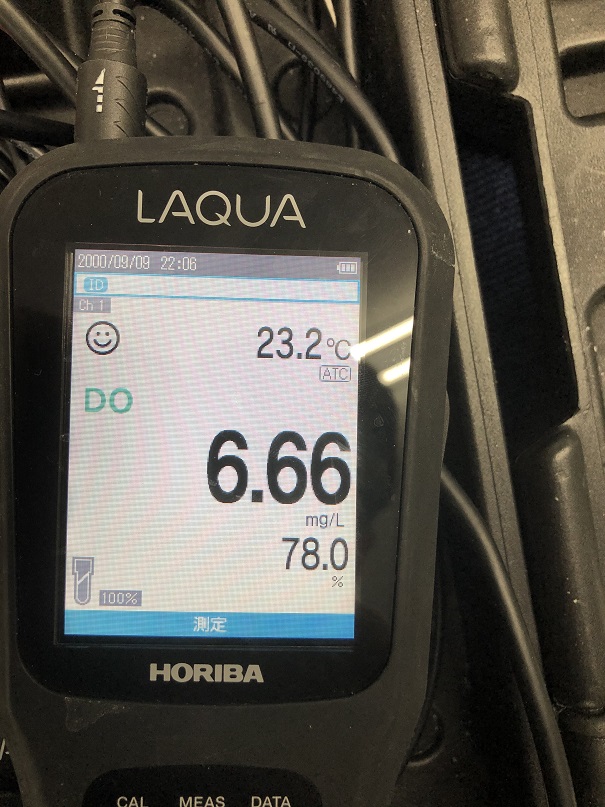 LAQUA
2000/09/09 22:06
ID
Ch 1
23.2℃
ATC
DO
6.66
mg/L
78.0
%
100%
測定
HORIBA
CAL MEAS DATA